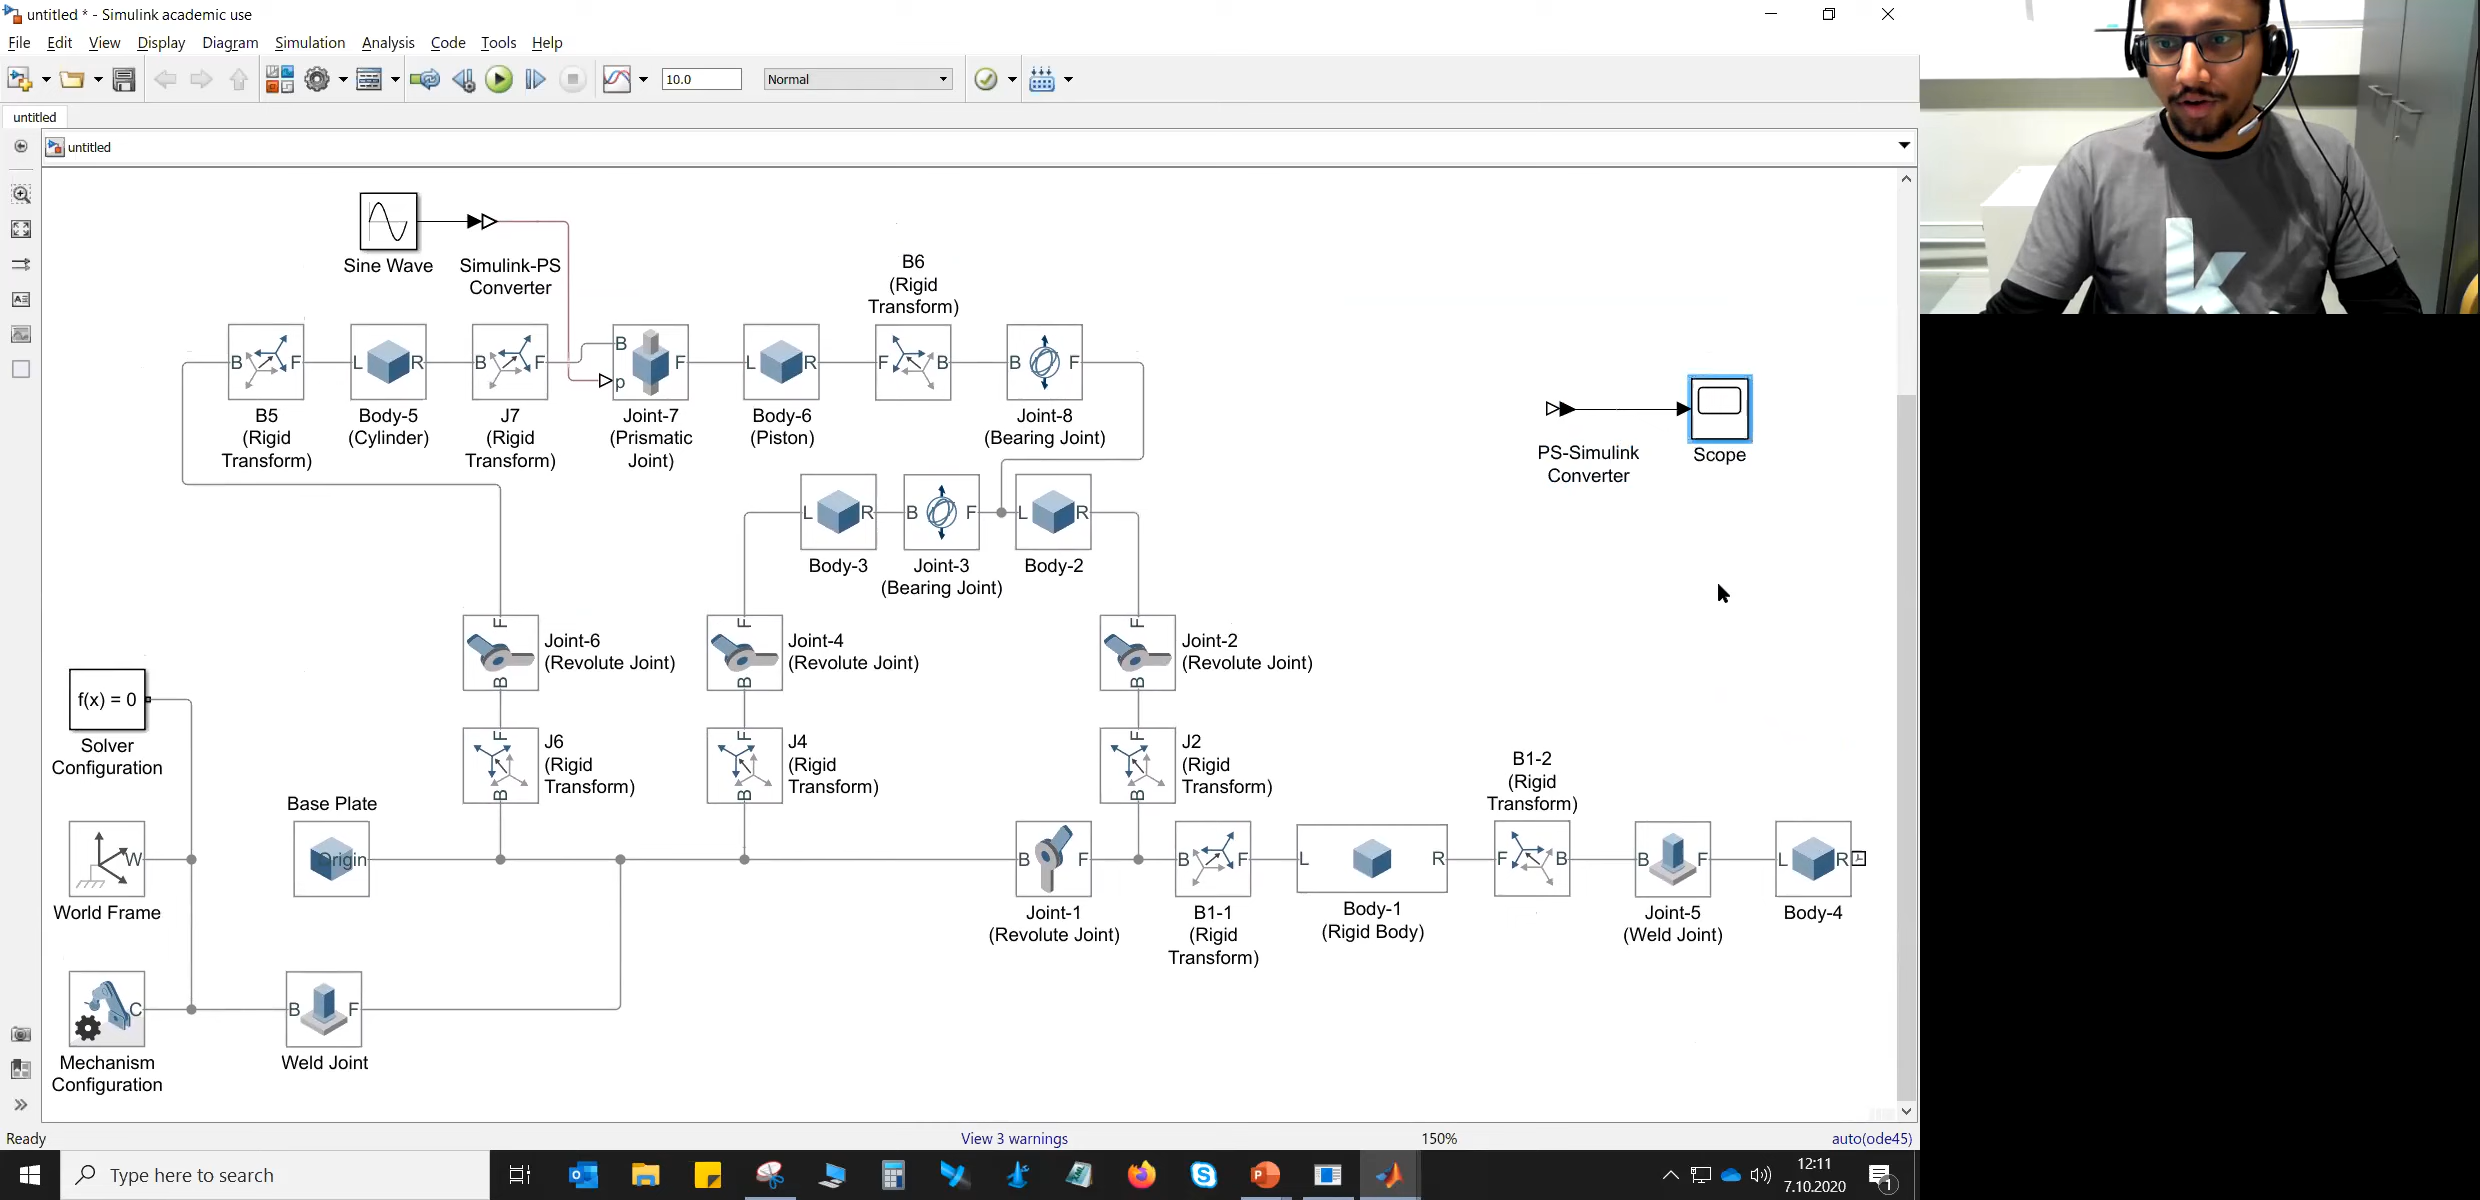 untitled * - Simulink academic use
File Edit View Display Diagram Simulation Analysis Code Tools Help
10.0
Normal
untitled
untitled
Sine Wave
Simulink-PS
Converter
B6
(Rigid
Transform)
B F
L R
B F
B F
p
L R
F B
B F
B5
(Rigid
Transform)
Body-5
(Cylinder)
J7
(Rigid
Transform)
Joint-7
(Prismatic
Joint)
Body-6
(Piston)
Joint-8
(Bearing Joint)
PS-Simulink
Converter
Scope
L R
B F
L R
Body-3
Joint-3
(Bearing Joint)
Body-2
F
B
Joint-6
(Revolute Joint)
F
B
Joint-4
(Revolute Joint)
F
B
Joint-2
(Revolute Joint)
f(x) = 0
Solver
Configuration
F
B
J6
(Rigid
Transform)
F
B
J4
(Rigid
Transform)
F
B
J2
(Rigid
Transform)
B1-2
(Rigid
Transform)
Base Plate
W
Origin
B F
B F
L R
F B
B F
L R
World Frame
Joint-1
(Revolute Joint)
B1-1
(Rigid
Transform)
Body-1
(Rigid Body)
Joint-5
(Weld Joint)
Body-4
C
B F
Mechanism
Configuration
Weld Joint
Ready
View 3 warnings
150%
auto(ode45)
Type here to search
12:11
7.10.2020
1
k